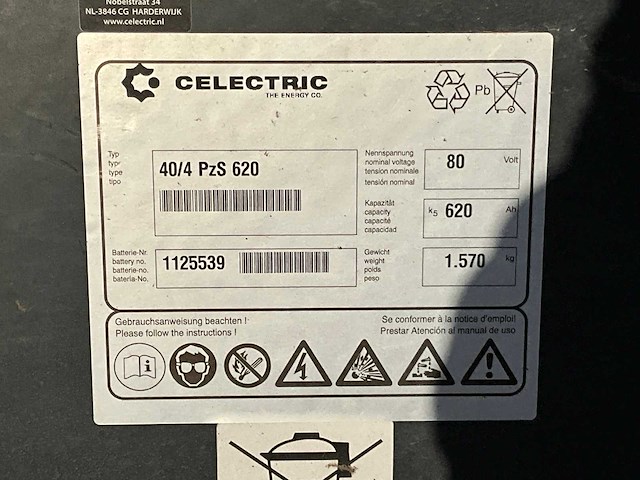 Nobelstraat 34
NL-3846 CG HARDERWIJK
www.celectric.nl
CELECTRIC
THE ENERGY CO.
Pb
Typ
type
type
tipo
40/4 PzS 620
Nennspannung
nominal voltage
tension nominale
tensión nominal
80 Volt
Kapazität
capacity
capacité
capacidad
k5 620 Ah
Batterie-Nr.
battery no.
batterie-no.
bateria-No.
1125539
Gewicht
weight
poids
peso
1.570 kg
Gebrauchsanweisung beachten !
Please follow the instructions !
Se conformer à la notice d'emploi!
Prestar Atención al manual de uso
i